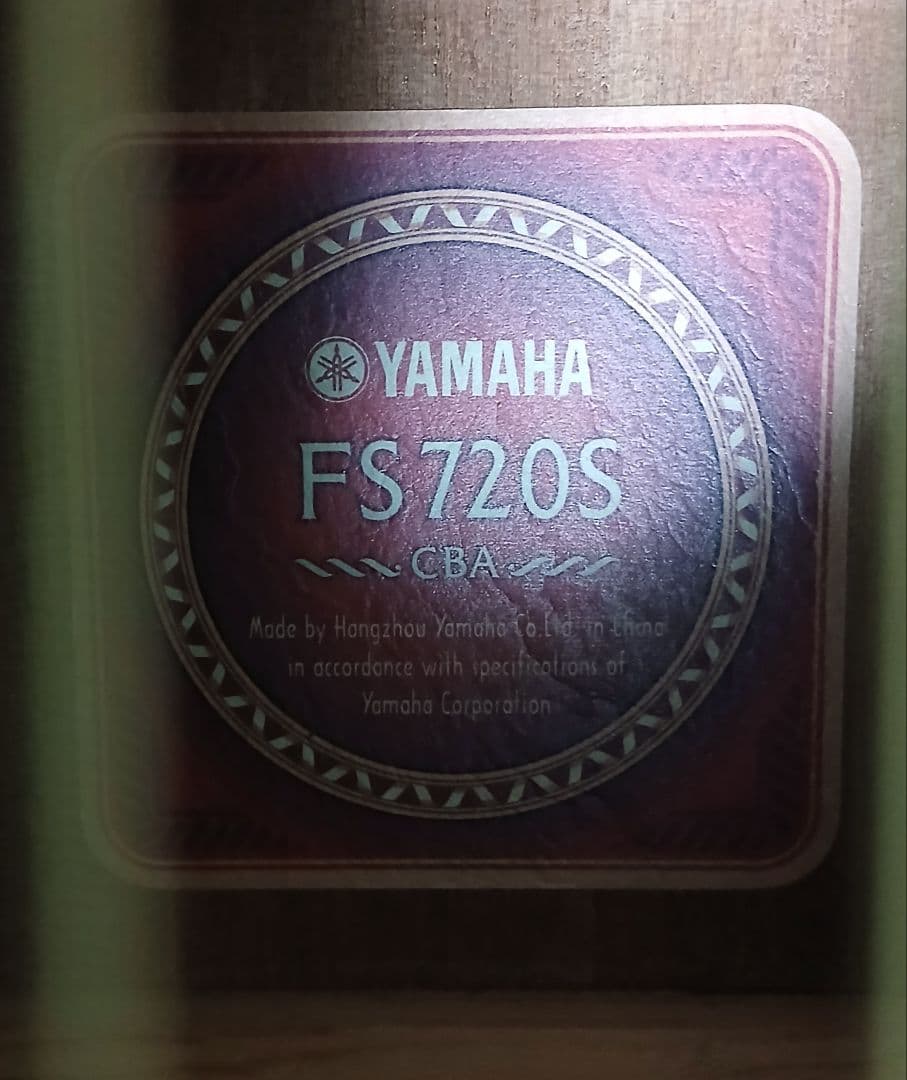 YAMAHA
FS720S
CBA
Made by Hangzhou Yamaha Co.Ltd. in China
in accordance with specifications of
Yamaha Corporation